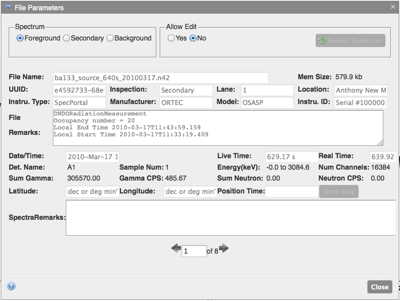 File Parameters
Spectrum
Foreground Secondary Background
Allow Edit
Yes No
Reload Spectrum
File Name: ba133_source_640s_20100317.n42 Mem Size: 579.9 kb
UUID: e4592733-68e Inspection: Secondary Lane: 1 Location: Anthony New M
Instru. Type: SpecPortal Manufacturer: ORTEC Model: OSASP Instru. ID: Serial #100000
File Remarks:
DNDORadiationMeasurement
Occupancy number = 20
Local End Time 2010-03-17T11:43:59.159
Local Start Time 2010-03-17T11:33:19.409
Date/Time: 2010-Mar-17 1 Live Time: 629.17 s Real Time: 639.92
Det. Name: A1 Sample Num: 1 Energy(keV): -0.0 to 3084.6 Num Channels: 16384
Sum Gamma: 305570.00 Gamma CPS: 485.67 Sum Neutron: 0.00 Neutron CPS: 0.00
Latitude: dec or deg min' Longitude: dec or deg min' Position Time:
SpectraRemarks:
1 of 8
Close